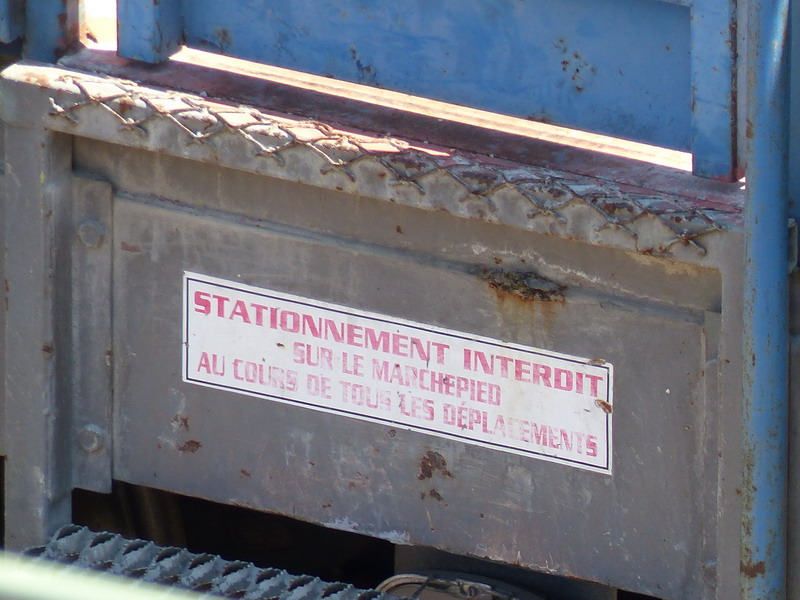 STATIONNEMENT INTERDIT
SUR LE MARCHEPIED
AU COURS DE TOUS LES DÉPLACEMENTS